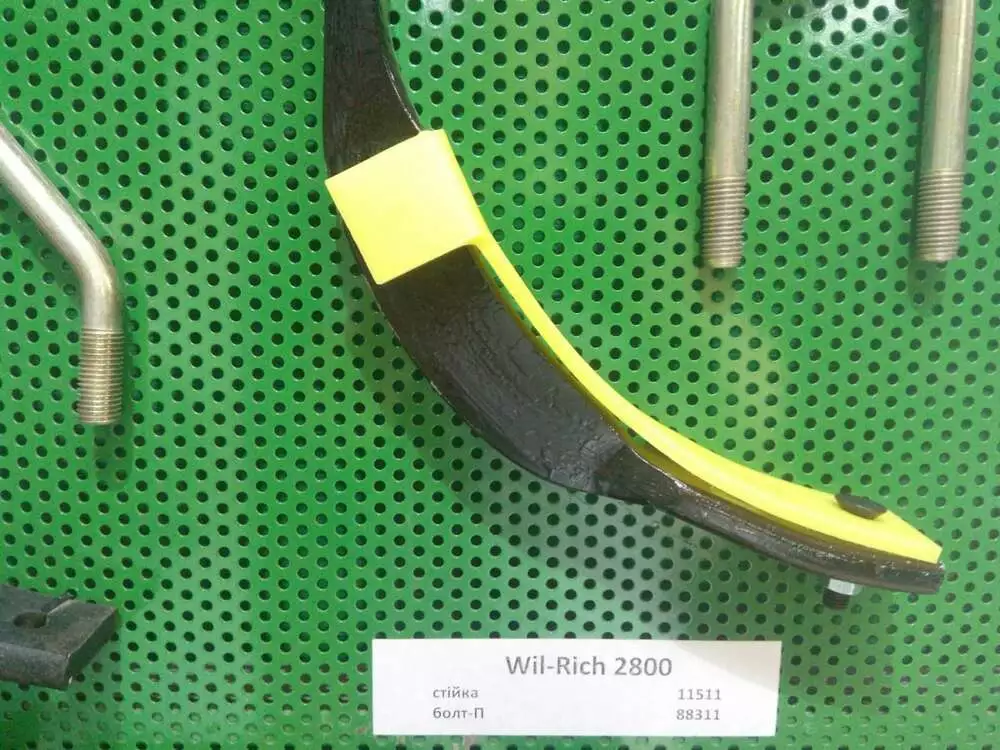 Wil-Rich 2800
стійка 11511
болт-П 88311